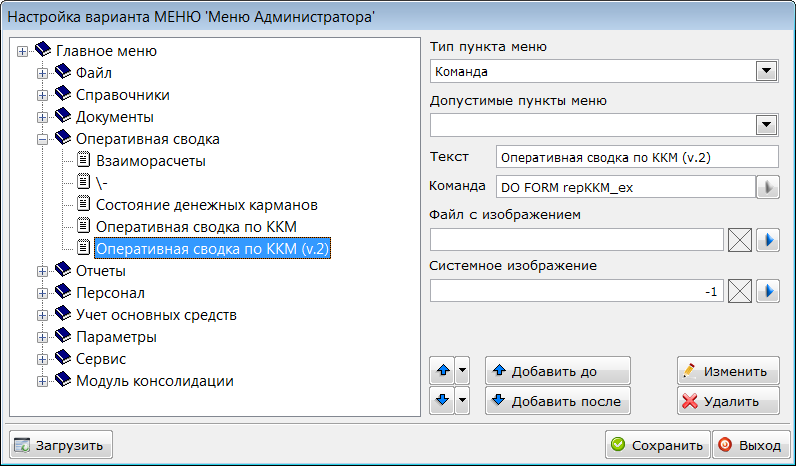 Настройка варианта МЕНЮ 'Меню Администратора'
Главное меню
Файл
Справочники
Документы
Оперативная сводка
Взаиморасчеты
\-
Состояние денежных карманов
Оперативная сводка по ККМ
Оперативная сводка по ККМ (v.2)
Отчеты
Персонал
Учет основных средств
Параметры
Сервис
Модуль консолидации
Тип пункта меню
Команда
Допустимые пункты меню
Текст Оперативная сводка по ККМ (v.2)
Команда DO FORM repKKM_ex
Файл с изображением
Системное изображение
-1
Добавить до Изменить
Добавить после Удалить
Загрузить Сохранить Выход